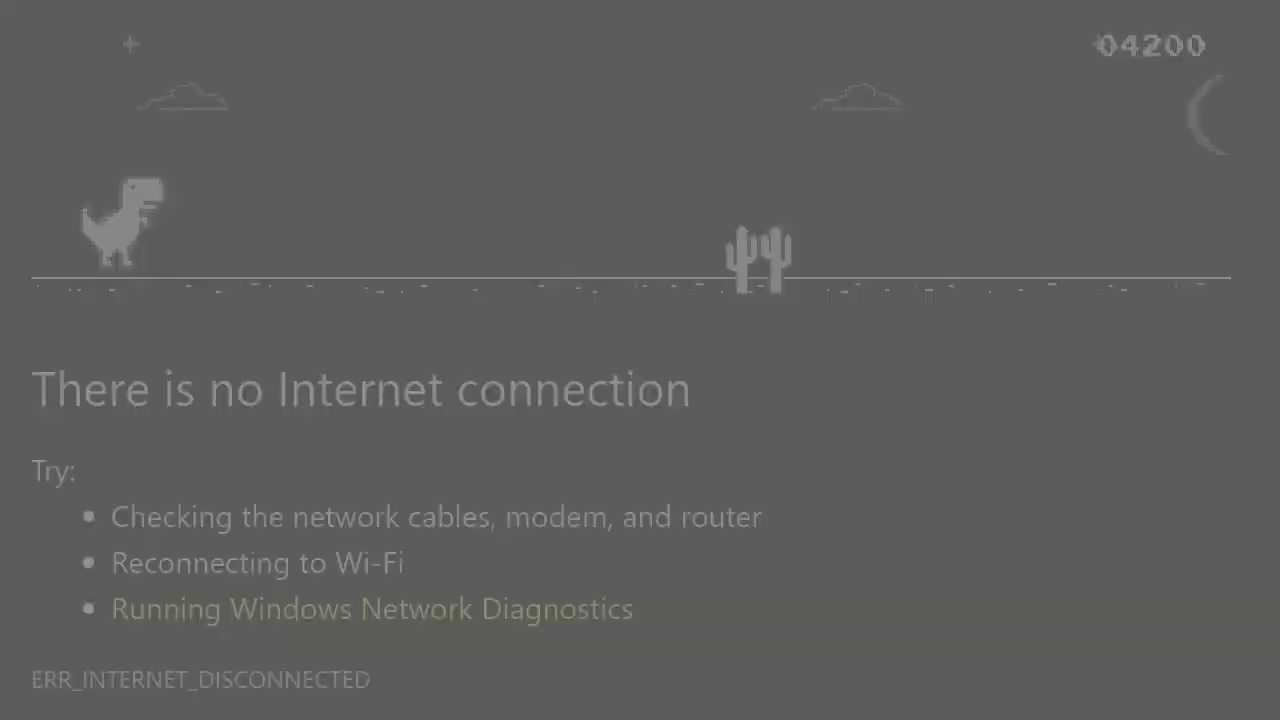 04200
There is no Internet connection
Try:
Checking the network cables, modem, and router
Reconnecting to Wi-Fi
Running Windows Network Diagnostics
ERR_INTERNET_DISCONNECTED